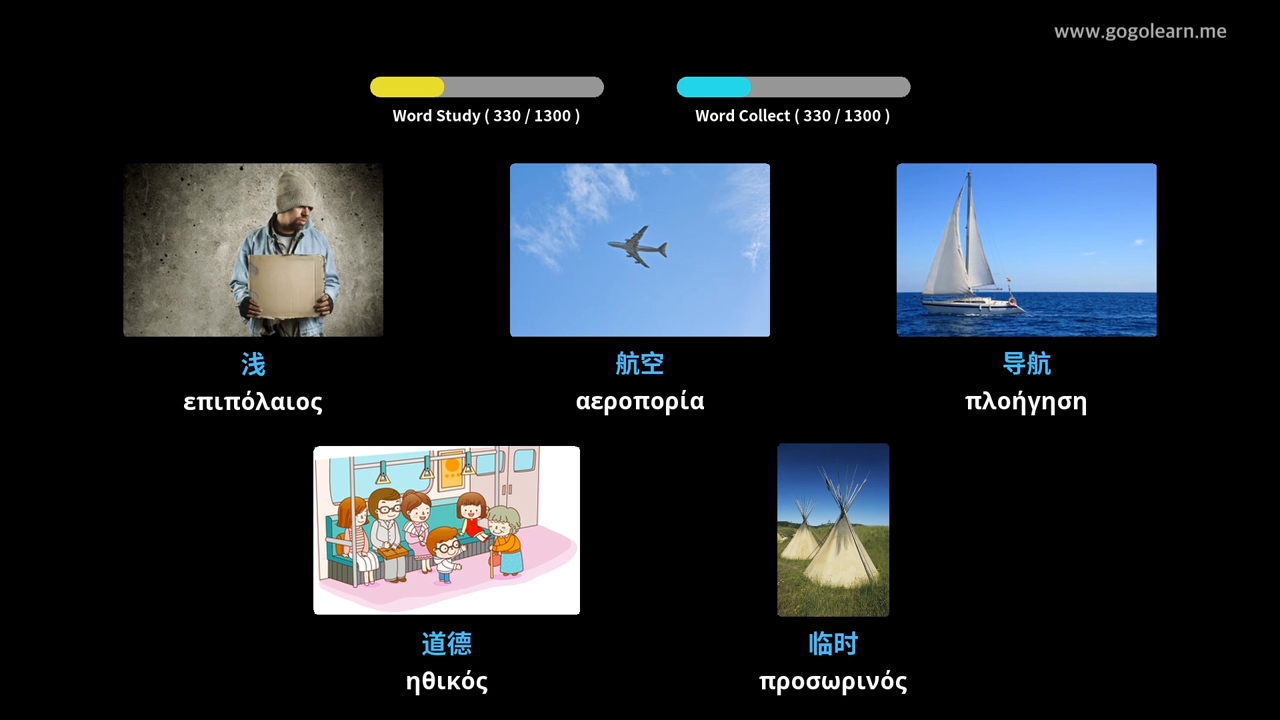 www.gogolearn.me
Word Study ( 330 / 1300 )
Word Collect ( 330 / 1300 )
浅
επιπόλαιος
航空
αεροπορία
导航
πλοήγηση
道德
ηθικός
临时
προσωρινός